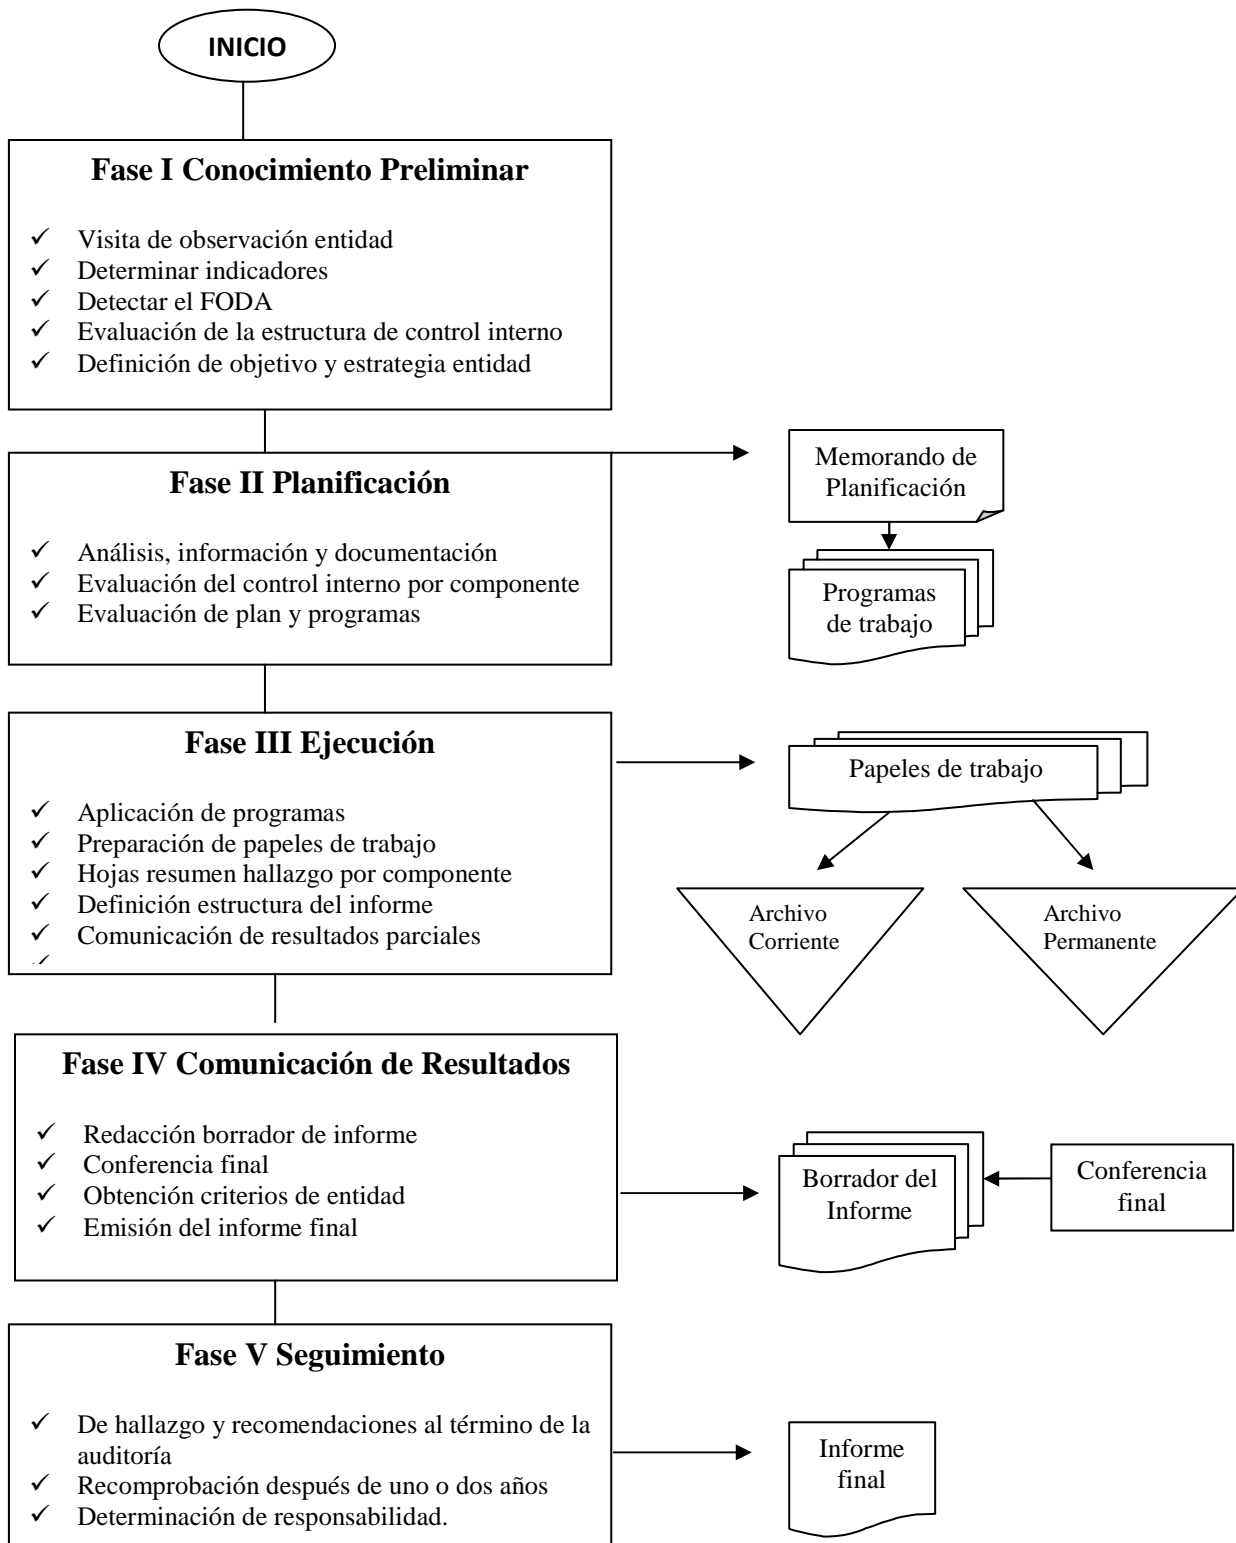 INICIO
Fase I Conocimiento Preliminar
✓ Visita de observación entidad
✓ Determinar indicadores
✓ Detectar el FODA
✓ Evaluación de la estructura de control interno
✓ Definición de objetivo y estrategia entidad
Fase II Planificación
✓ Análisis, información y documentación
✓ Evaluación del control interno por componente
✓ Evaluación de plan y programas
Memorando de
Planificación
Programas
de trabajo
Fase III Ejecución
✓ Aplicación de programas
✓ Preparación de papeles de trabajo
✓ Hojas resumen hallazgo por componente
✓ Definición estructura del informe
✓ Comunicación de resultados parciales
✓
Papeles de trabajo
Archivo
Corriente
Archivo
Permanente
Fase IV Comunicación de Resultados
✓ Redacción borrador de informe
✓ Conferencia final
✓ Obtención criterios de entidad
✓ Emisión del informe final
Borrador del
Informe
Conferencia
final
Fase V Seguimiento
✓ De hallazgo y recomendaciones al término de la
auditoría
✓ Recomprobación después de uno o dos años
✓ Determinación de responsabilidad.
Informe
final